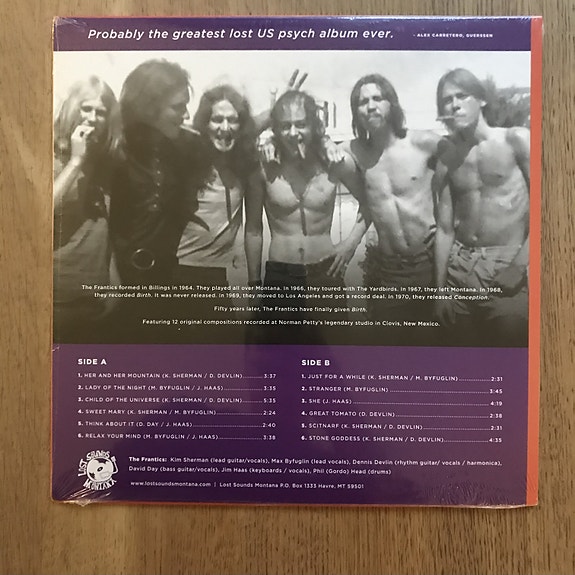 Probably the greatest lost US psych album ever. - ALEX CARRETERO, GUERSSEN
The Frantics formed in Billings in 1964. They played all over Montana. In 1966, they toured with The Yardbirds. In 1967, they left Montana. In 1968,
they recorded Birth. It was never released. In 1969, they moved to Los Angeles and got a record deal. In 1970, they released Conception.
Fifty years later, The Frantics have finally given Birth.
Featuring 12 original compositions recorded at Norman Petty's legendary studio in Clovis, New Mexico.
SIDE A
1. HER AND HER MOUNTAIN (K. SHERMAN / D. DEVLIN)..........3:37
2. LADY OF THE NIGHT (M. BYFUGLIN / J. HAAS)..........3:35
3. CHILD OF THE UNIVERSE (K. SHERMAN / D. DEVLIN)..........5:35
4. SWEET MARY (K. SHERMAN / M. BYFUGLIN)..........2:24
5. THINK ABOUT IT (D. DAY / J. HAAS)..........2:40
6. RELAX YOUR MIND (M. BYFUGLIN / J. HAAS)..........3:38
SIDE B
1. JUST FOR A WHILE (K. SHERMAN / M. BYFUGLIN)..........2:31
2. STRANGER (M. BYFUGLIN)..........3:45
3. SHE (J. HAAS)..........4:19
4. GREAT TOMATO (D. DEVLIN)..........2:38
5. SCITNARF (K. SHERMAN / D. DEVLIN)..........2:31
6. STONE GODDESS (K. SHERMAN / M. BYFUGLIN)..........4:35
The Frantics: Kim Sherman (lead guitar/vocals), Max Byfuglin (lead vocals), Dennis Devlin (rhythm guitar/ vocals / harmonica),
David Day (bass guitar/vocals), Jim Haas (keyboards / vocals), Phil (Gordo) Head (drums)
www.lostsoundsmontana.com | Lost Sounds Montana P.O. Box 1333 Havre, MT 59501
LOST SOUNDS
MONTANA